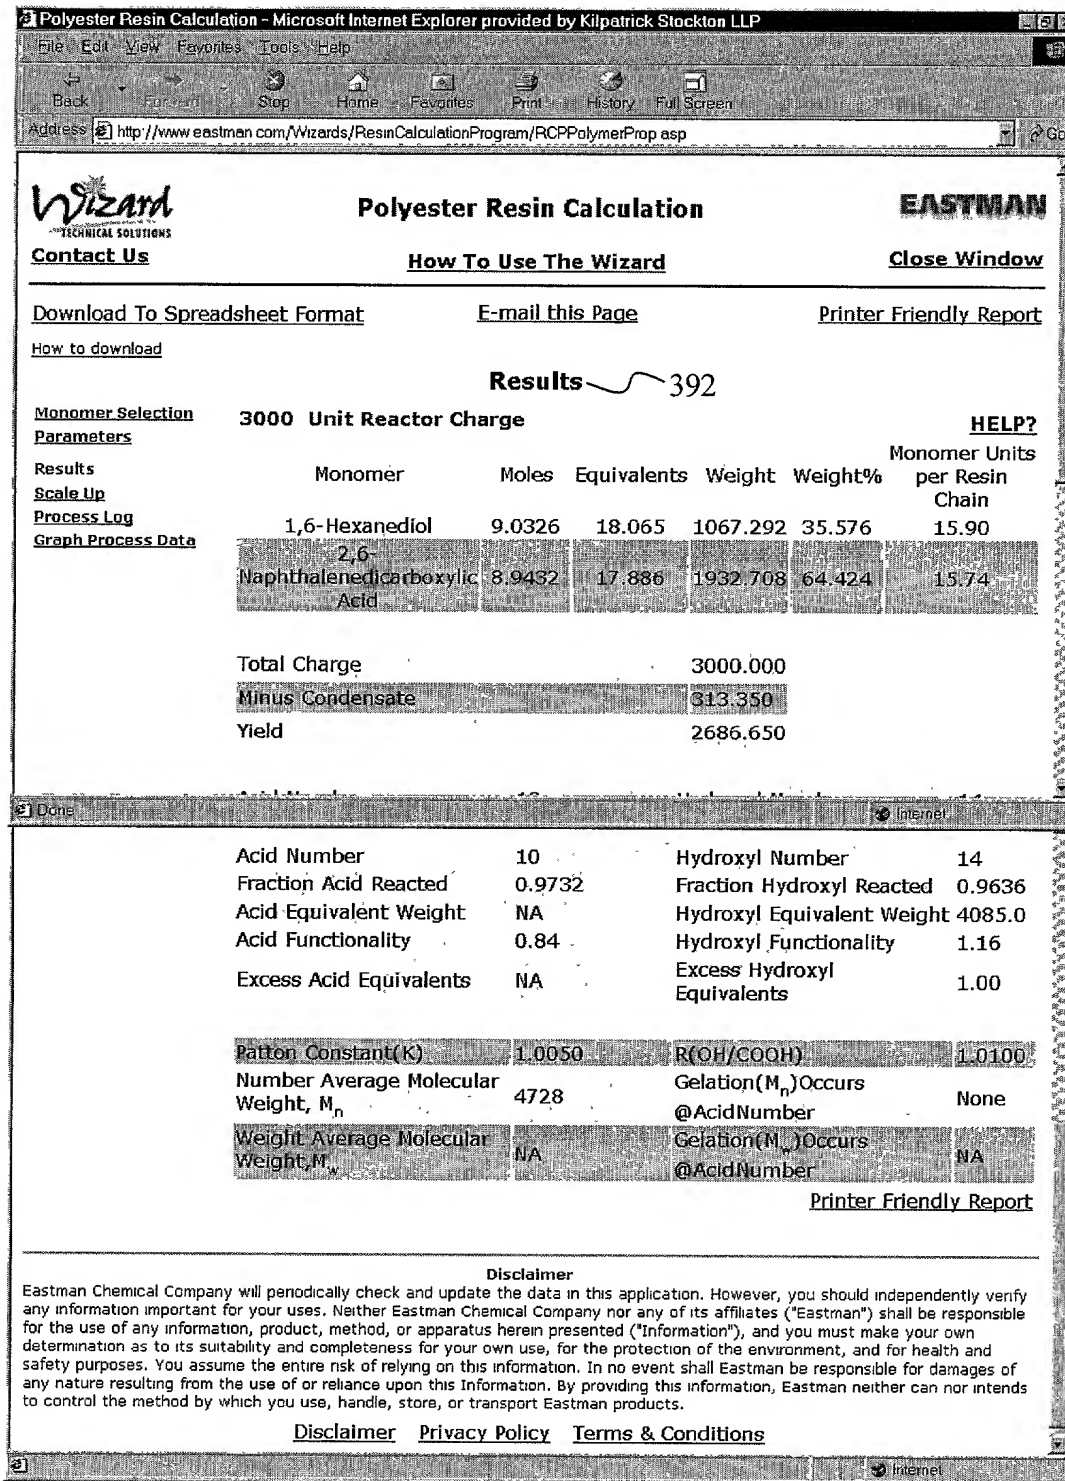 Polyester Resin Calculation - Microsoft Internet Explorer provided by Kilpatrick Stockton LLP
File Edit View Favorites Tools Help
Back Forward Stop Home Favorites Print History Full Screen
Address http://www eastman com/Wizards/ResinCalculationProgram/RCPPolymerProp asp Go
Wizard Polyester Resin Calculation EASTMAN
TECHNICAL SOLUTIONS
Contact Us How To Use The Wizard Close Window
Download To Spreadsheet Format E-mail this Page Printer Friendly Report
How to download
Results 392
Monomer Selection 3000 Unit Reactor Charge HELP?
Parameters
Results Monomer Moles Equivalents Weight Weight% Monomer Units per Resin Chain
Scale Up
Process Log 1,6-Hexanediol 9.0326 18.065 1067.292 35.576 15.90
Graph Process Data
2,6-
Naphthalenedicarboxylic 8.9432 17.886 1932.708 64.424 15.74
Acid
Total Charge 3000.000
Minus Condensate 313.350
Yield 2686.650
Done Internet
Acid Number 10 Hydroxyl Number 14
Fraction Acid Reacted 0.9732 Fraction Hydroxyl Reacted 0.9636
Acid Equivalent Weight NA Hydroxyl Equivalent Weight 4085.0
Acid Functionality 0.84 Hydroxyl Functionality 1.16
Excess Acid Equivalents NA Excess Hydroxyl Equivalents 1.00
Patton Constant(K) 1.0050 R(OH/COOH) 1.0100
Number Average Molecular Weight, Mn 4728 Gelation(Mn)Occurs @AcidNumber None
Weight Average Molecular Weight,Mw NA Gelation(Mw)Occurs @AcidNumber NA
Printer Friendly Report
Disclaimer
Eastman Chemical Company will periodically check and update the data in this application. However, you should independently verify
any information important for your uses. Neither Eastman Chemical Company nor any of its affiliates ("Eastman") shall be responsible
for the use of any information, product, method, or apparatus herein presented ("Information"), and you must make your own
determination as to its suitability and completeness for your own use, for the protection of the environment, and for health and
safety purposes. You assume the entire risk of relying on this information. In no event shall Eastman be responsible for damages of
any nature resulting from the use of or reliance upon this Information. By providing this information, Eastman neither can nor intends
to control the method by which you use, handle, store, or transport Eastman products.
Disclaimer Privacy Policy Terms & Conditions
Internet